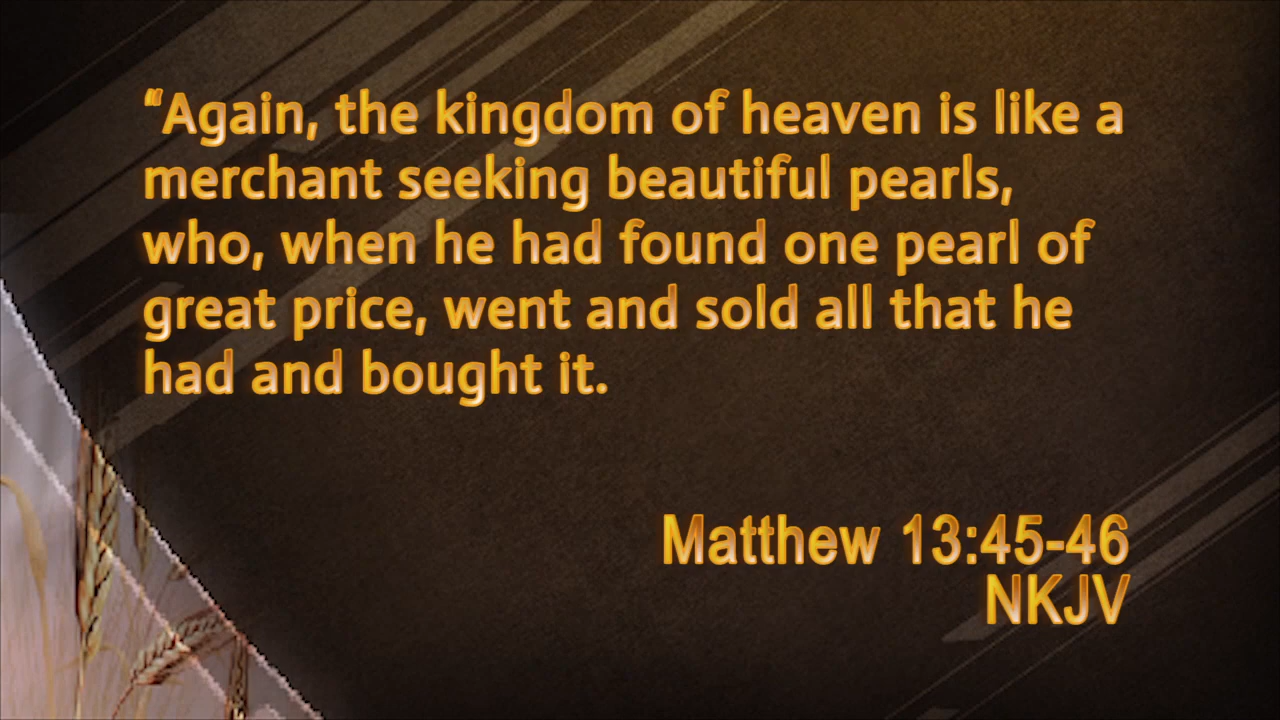 “Again, the kingdom of heaven is like a
merchant seeking beautiful pearls,
who, when he had found one pearl of
great price, went and sold all that he
had and bought it.
Matthew 13:45-46
NKJV